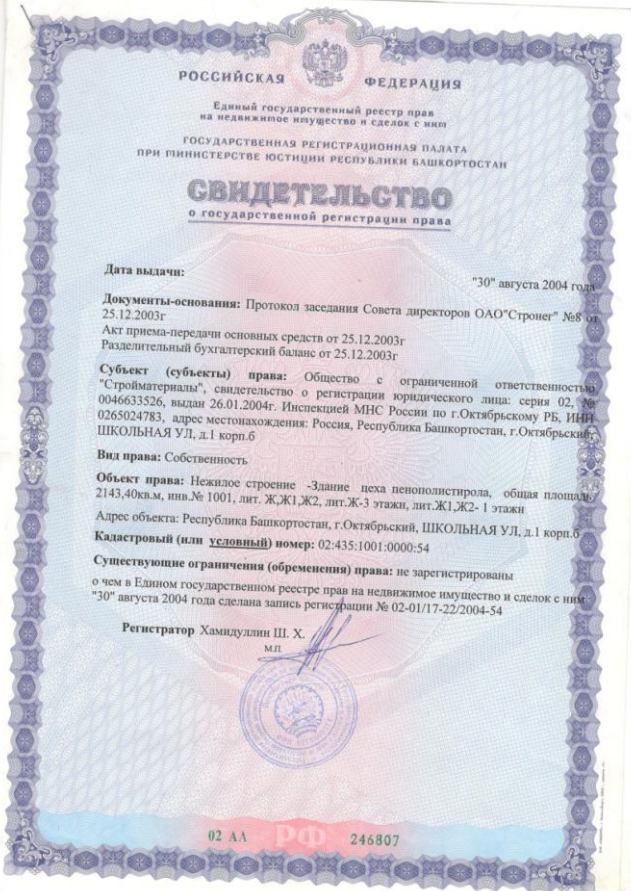 РОССИЙСКАЯ ФЕДЕРАЦИЯ
Единый государственный реестр прав
на недвижимое имущество и сделок с ним
ГОСУДАРСТВЕННАЯ РЕГИСТРАЦИОННАЯ ПАЛАТА
ПРИ МИНИСТЕРСТВЕ ЮСТИЦИИ РЕСПУБЛИКИ БАШКОРТОСТАН
СВИДЕТЕЛЬСТВО
о государственной регистрации права
Дата выдачи:
"30" августа 2004 года
Документы-основания: Протокол заседания Совета директоров ОАО"Стронег" №8 от
25.12.2003г
Акт приема-передачи основных средств от 25.12.2003г
Разделительный бухгалтерский баланс от 25.12.2003г
Субъект (субъекты) права: Общество с ограниченной ответственностью
"Стройматериалы", свидетельство о регистрации юридического лица: серия 02, №
0046633526, выдан 26.01.2004г. Инспекцией МНС России по г.Октябрьскому РБ, ИНН
0265024783, адрес местонахождения: Россия, Республика Башкортостан, г.Октябрьский,
ШКОЛЬНАЯ УЛ, д.1 корп.б
Вид права: Собственность
Объект права: Нежилое строение -Здание цеха пенополистирола, общая площадь
2143,40кв.м, инв.№ 1001, лит. Ж,Ж1,Ж2, лит.Ж-3 этажн, лит.Ж1,Ж2- 1 этажн
Адрес объекта: Республика Башкортостан, г.Октябрьский, ШКОЛЬНАЯ УЛ, д.1 корп.б
Кадастровый (или условный) номер: 02:435:1001:0000:54
Существующие ограничения (обременения) права: не зарегистрированы
о чем в Едином государственном реестре прав на недвижимое имущество и сделок с ним
"30" августа 2004 года сделана запись регистрации № 02-01/17-22/2004-54
Регистратор Хамидуллин Ш. Х.
М.П.
02 АА РФ 246807